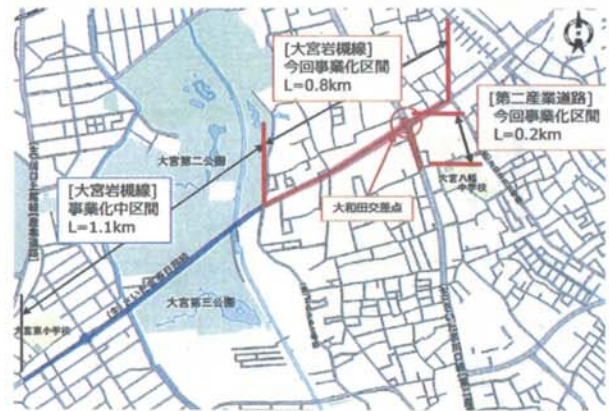 [大宮岩槻線]
今回事業化区間
L=0.8km
[第二産業道路]
今回事業化区間
L=0.2km
大宮第二公園
大宮八幡
中学校
[大宮岩槻線]
事業化中区間
L=1.1km
大和田交差点
大宮第三公園
大宮東小学校